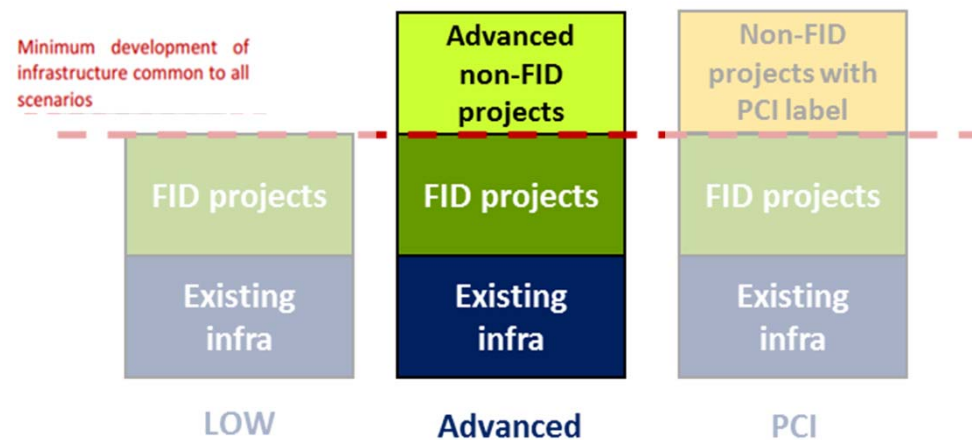 Minimum development of
infrastructure common to all
scenarios
Advanced
non-FID
projects
Non-FID
projects with
PCI label
FID projects
FID projects
FID projects
Existing
infra
Existing
infra
Existing
infra
LOW
Advanced
PCI